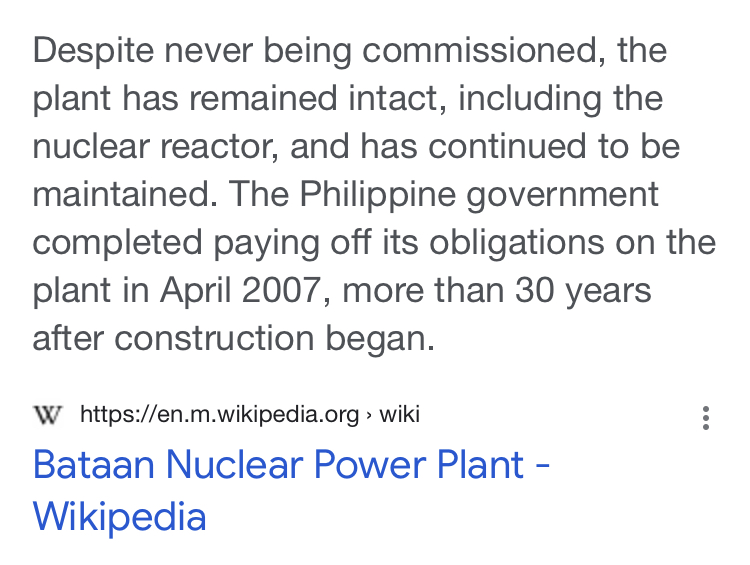 Despite never being commissioned, the
plant has remained intact, including the
nuclear reactor, and has continued to be
maintained. The Philippine government
completed paying off its obligations on the
plant in April 2007, more than 30 years
after construction began.
W https://en.m.wikipedia.org › wiki
Bataan Nuclear Power Plant -
Wikipedia